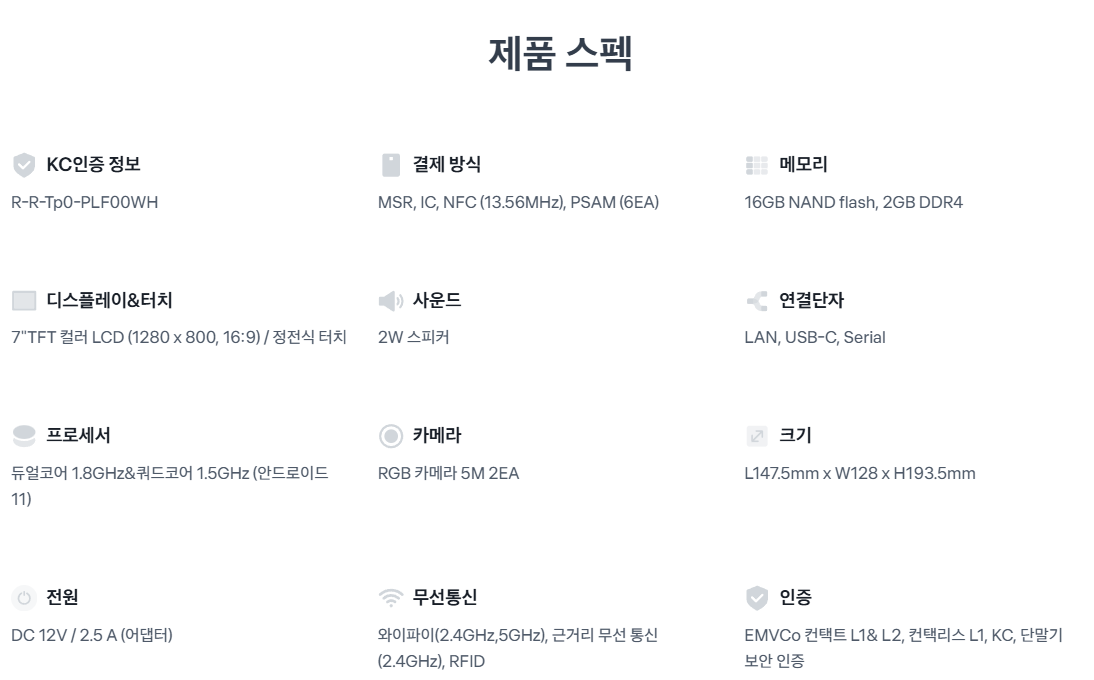 제품 스펙
KC인증 정보
R-R-Tp0-PLF00WH
결제 방식
MSR, IC, NFC (13.56MHz), PSAM (6EA)
메모리
16GB NAND flash, 2GB DDR4
디스플레이&터치
7"TFT 컬러 LCD (1280 x 800, 16:9) / 정전식 터치
사운드
2W 스피커
연결단자
LAN, USB-C, Serial
프로세서
듀얼코어 1.8GHz&쿼드코어 1.5GHz (안드로이드
11)
카메라
RGB 카메라 5M 2EA
크기
L147.5mm x W128 x H193.5mm
전원
DC 12V / 2.5 A (어댑터)
무선통신
와이파이(2.4GHz,5GHz), 근거리 무선 통신
(2.4GHz), RFID
인증
EMVCo 컨택트 L1& L2, 컨택리스 L1, KC, 단말기
보안 인증